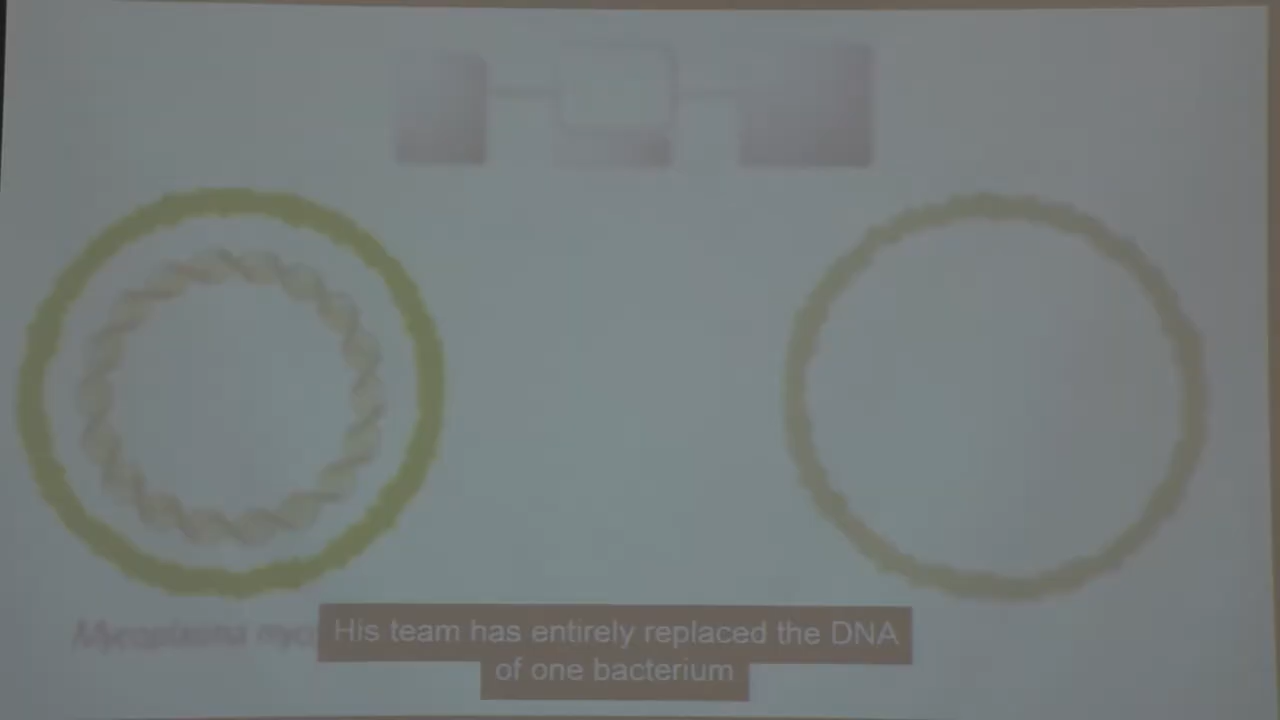 His team has entirely replaced the DNA
of one bacterium